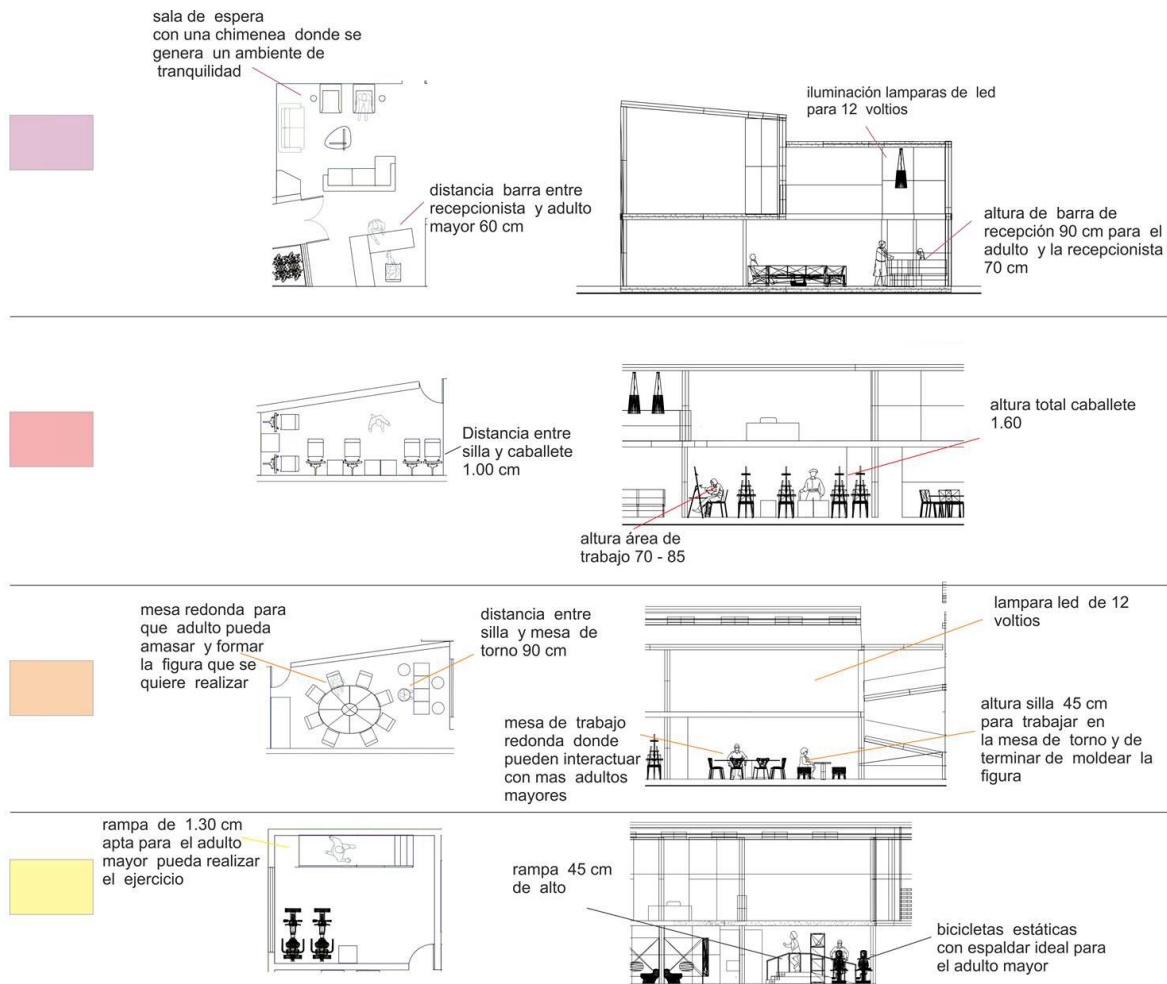 sala de espera
con una chimenea donde se
genera un ambiente de
tranquilidad
distancia barra entre
recepcionista y adulto
mayor 60 cm
iluminación lamparas de led
para 12 voltios
altura de barra de
recepción 90 cm para el
adulto y la recepcionista
70 cm
Distancia entre
silla y caballete
1.00 cm
altura total caballete
1.60
altura área de
trabajo 70 - 85
mesa redonda para
que adulto pueda
amasar y formar
la figura que se
quiere realizar
distancia entre
silla y mesa de
torno 90 cm
lampara led de 12
voltios
mesa de trabajo
redonda donde
pueden interactuar
con mas adultos
mayores
altura silla 45 cm
para trabajar en
la mesa de torno y de
terminar de moldear la
figura
rampa de 1.30 cm
apta para el adulto
mayor pueda realizar
el ejercicio
rampa 45 cm
de alto
bicicletas estáticas
con espaldar ideal para
el adulto mayor